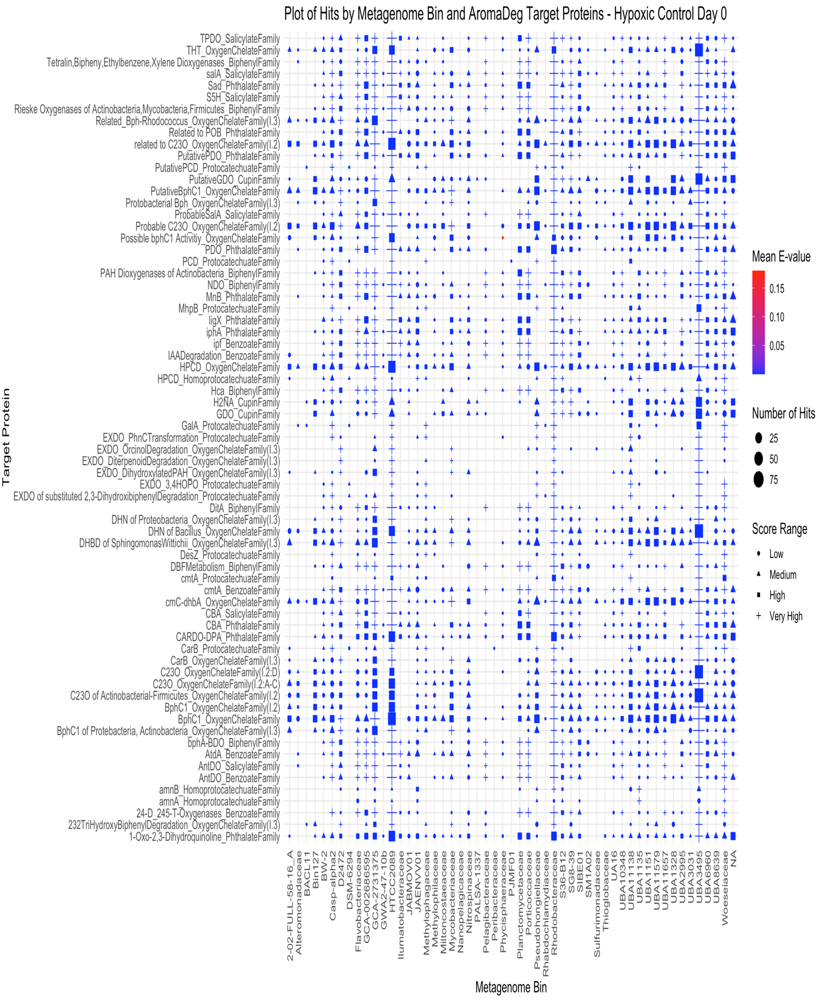 Plot of Hits by Metagenome Bin and AromaDeg Target Proteins - Hypoxic Control Day 0
Target Protein
TPDO_SalicylateFamily
THT_OxygenChelateFamily
Tetralin,Bipheny,Ethylbenzene,Xylene Dioxygenases_BiphenylFamily
salA_SalicylateFamily
Sad_PhthalateFamily
S5H_SalicylateFamily
Rieske Oxygenases of Actinobacteria,Mycobacteria,Firmicutes_BiphenylFamily
Related_Bph-Rhodococcus_OxygenChelateFamily(I.3)
Related to POB_PhthalateFamily
related to C23O_OxygenChelateFamily(I.2)
PutativePDO_PhthalateFamily
PutativePCD_ProtocatechuateFamily
PutativeGDO_CupinFamily
PutativeBphC1_OxygenChelateFamily
Protobacterial Bph_OxygenChelateFamily(I.3)
ProbableSalA_SalicylateFamily
Probable C23O_OxygenChelateFamily(I.2)
Possible bphC1 Activitiy_OxygenChelateFamily
PDO_PhthalateFamily
PCD_ProtocatechuateFamily
PAH Dioxygenases of Actinobacteria_BiphenylFamily
NDO_BiphenylFamily
MnB_PhthalateFamily
MhpB_ProtocatechuateFamily
ligX_PhthalateFamily
iphA_PhthalateFamily
ipf_BenzoateFamily
IAADegradation_BenzoateFamily
HPCD_OxygenChelateFamily
HPCD_HomoprotocatechuateFamily
Hca_BiphenylFamily
H2NA_CupinFamily
GDO_CupinFamily
GalA_ProtocatechuateFamily
EXDO_PhnCTransformation_ProtocatechuateFamily
EXDO_OrcinolDegradation_OxygenChelateFamily(I.3)
EXDO_DiterpenoidDegradation_OxygenChelateFamily(I.3)
EXDO_DihydroxylatedPAH_OxygenChelateFamily(I.3)
EXDO_3,4HOPO_ProtocatechuateFamily
EXDO of substituted 2,3-DihydroxibiphenylDegradation_ProtocatechuateFamily
DitA_BiphenylFamily
DHN of Proteobacteria_OxygenChelateFamily(I.3)
DHN of Bacillus_OxygenChelateFamily
DHBD of SphingomonasWittichii_OxygenChelateFamily(I.3)
DesZ_ProtocatechuateFamily
DBFMetabolism_BiphenylFamily
cmtA_ProtocatechuateFamily
cmtA_BenzoateFamily
cmC-dhbA_OxygenChelateFamily
CBA_SalicylateFamily
CBA_PhthalateFamily
CARDO-DPA_PhthalateFamily
CarB_ProtocatechuateFamily
CarB_OxygenChelateFamily(I.3)
C23O_OxygenChelateFamily(I.2:D)
C23O_OxygenChelateFamily(I.2:A-C)
C23O of Actinobacterial-Firmicutes_OxygenChelateFamily(I.2)
BphC1_OxygenChelateFamily(I.2)
BphC1_OxygenChelateFamily
BphC1 of Protebacteria, Actinobacteria_OxygenChelateFamily(I.3)
bphA-BDO_BiphenylFamily
AtdA_BenzoateFamily
AntDO_SalicylateFamily
AntDO_BenzoateFamily
amnB_HomoprotocatechuateFamily
amnA_HomoprotocatechuateFamily
24-D_245-T-Oxygenases_BenzoateFamily
232TriHydroxyBiphenylDegradation_OxygenChelateFamily(I.3)
1-Oxo-2,3-Dihydroquinoline_PhthalateFamily
2-02-FULL-58-16_A
Alteromonadaceae
BACL11
Bin127
BW-2
Casp-alpha2
D2472
DSM-6294
Flavobacteriaceae
GCA-002686595
GCA-2731375
GWA2-47-10b
HTCC2089
Ilumatobacteraceae
JABMOV01
JAENVV01
Methylophagaceae
Methylophilaceae
Miltoncostaeaceae
Mycobacteriaceae
Nanopelagicaceae
Nitrospinaceae
PALSA-1337
Pelagibacteraceae
Peribacteraceae
Phycisphaeraceae
PJMF01
Planctomycetaceae
Porticoccaceae
Pseudohongiellaceae
Rhabdochlamydiaceae
Rhodobacteraceae
S36-B12
SG8-39
SIBE01
SM1A02
Sulfurimonadaceae
Thioglobaceae
UA16
UBA10348
UBA11138
UBA1135
UBA1151
UBA11579
UBA11657
UBA1328
UBA2995
UBA3031
UBA3495
UBA6960
UBA8639
Woeseiaceae
NA
Metagenome Bin
Mean E-value
0.15
0.10
0.05
Number of Hits
25
50
75
Score Range
Low
Medium
High
Very High